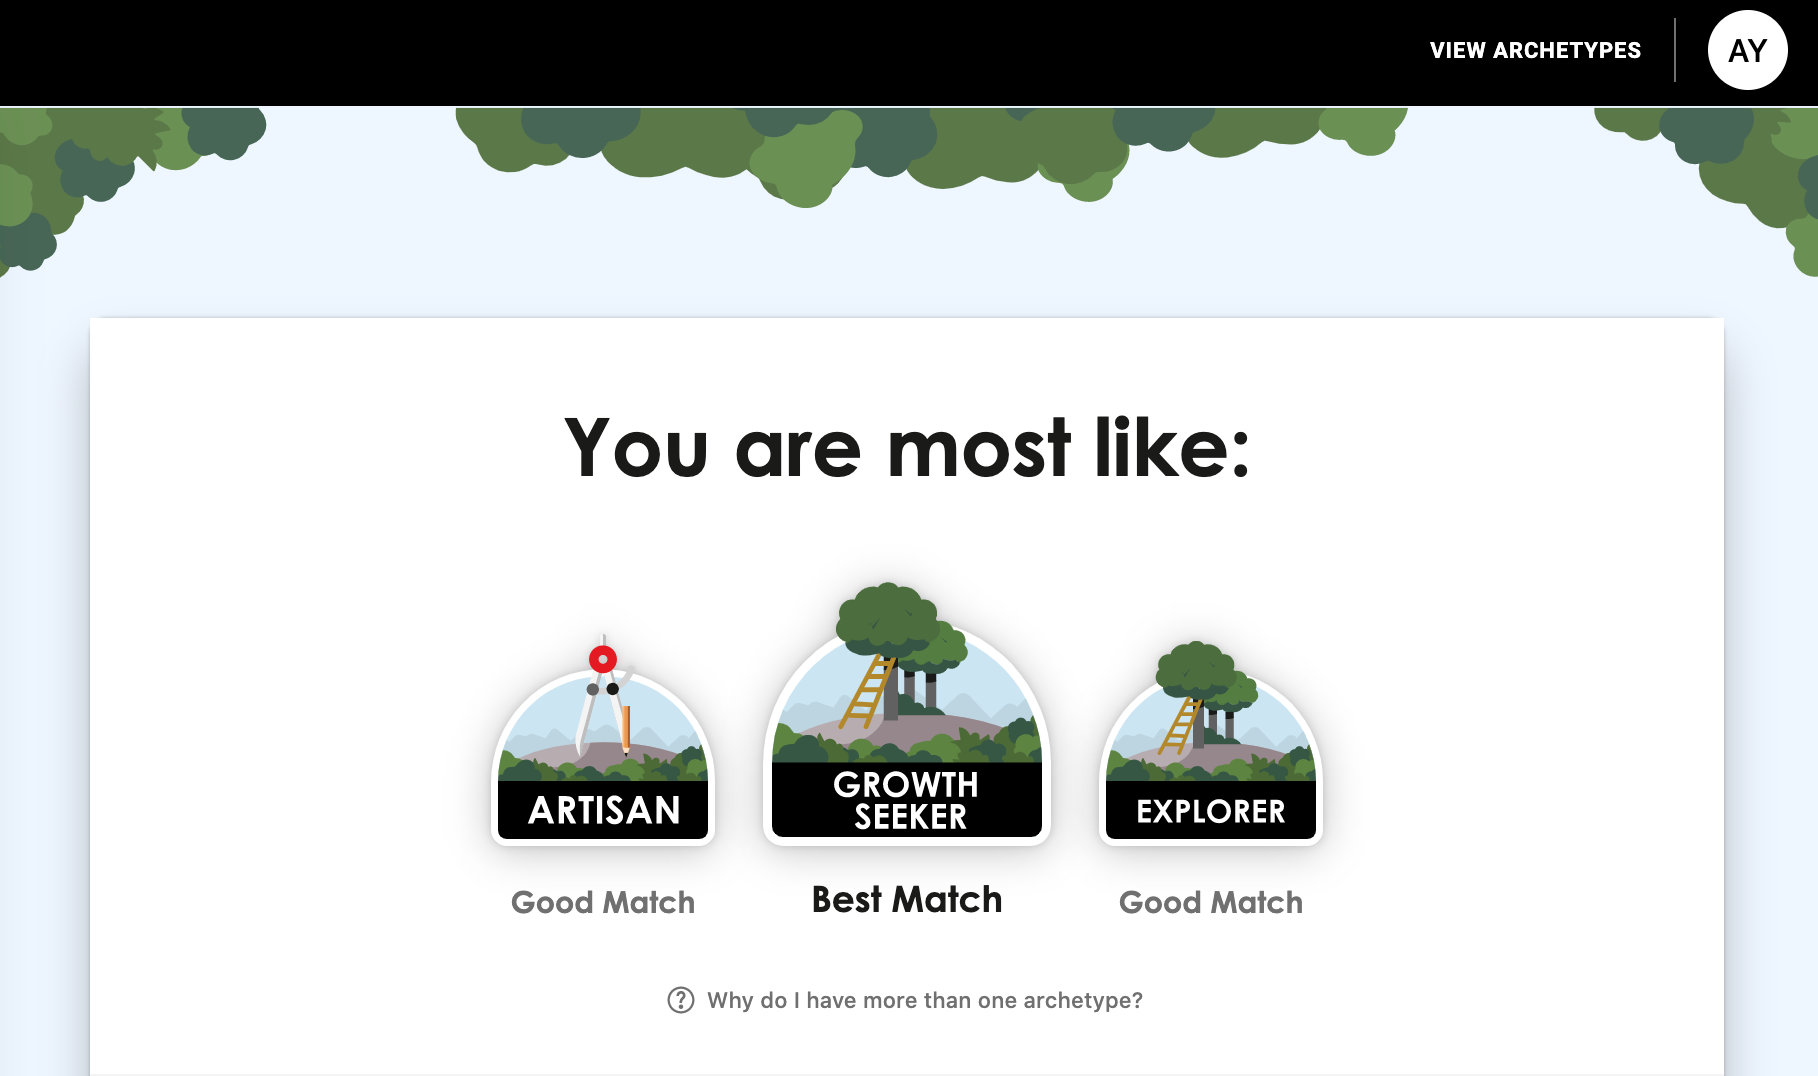 VIEW ARCHETYPES
AY
You are most like:
ARTISAN
GROWTH
SEEKER
EXPLORER
Good Match
Best Match
Good Match
? Why do I have more than one archetype?